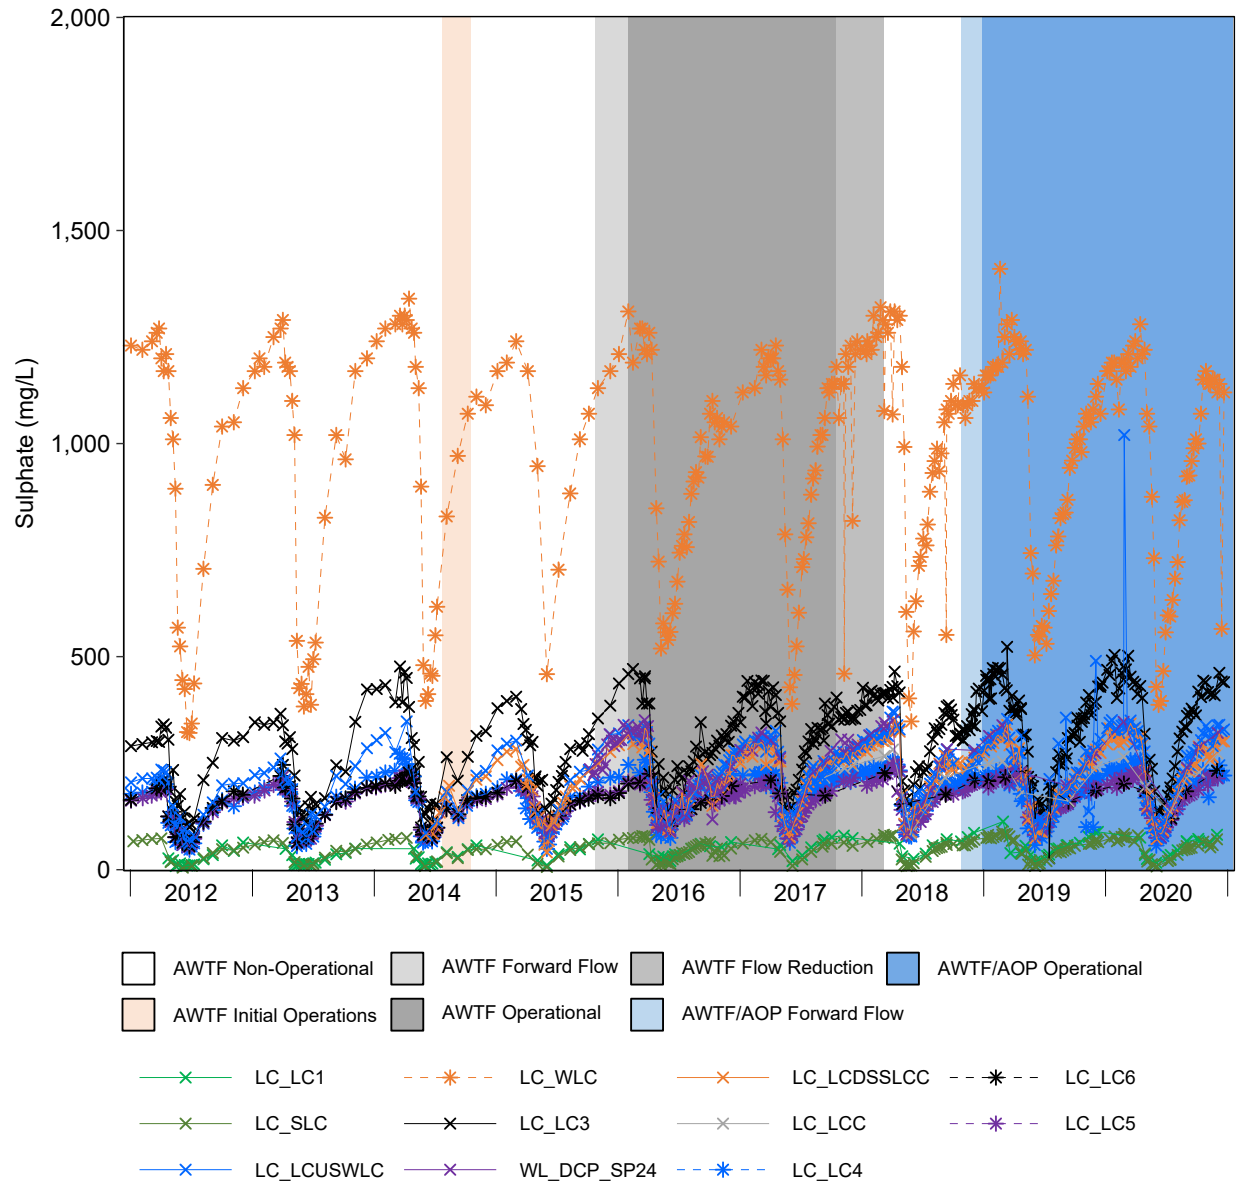 2,000
1,500
1,000
500
0
Sulphate (mg/L)
2012 2013 2014 2015 2016 2017 2018 2019 2020
AWTF Non-Operational AWTF Forward Flow AWTF Flow Reduction AWTF/AOP Operational
AWTF Initial Operations AWTF Operational AWTF/AOP Forward Flow
LC_LC1 LC_WLC LC_LCDSSLCC LC_LC6
LC_SLC LC_LC3 LC_LCC LC_LC5
LC_LCUSWLC WL_DCP_SP24 LC_LC4